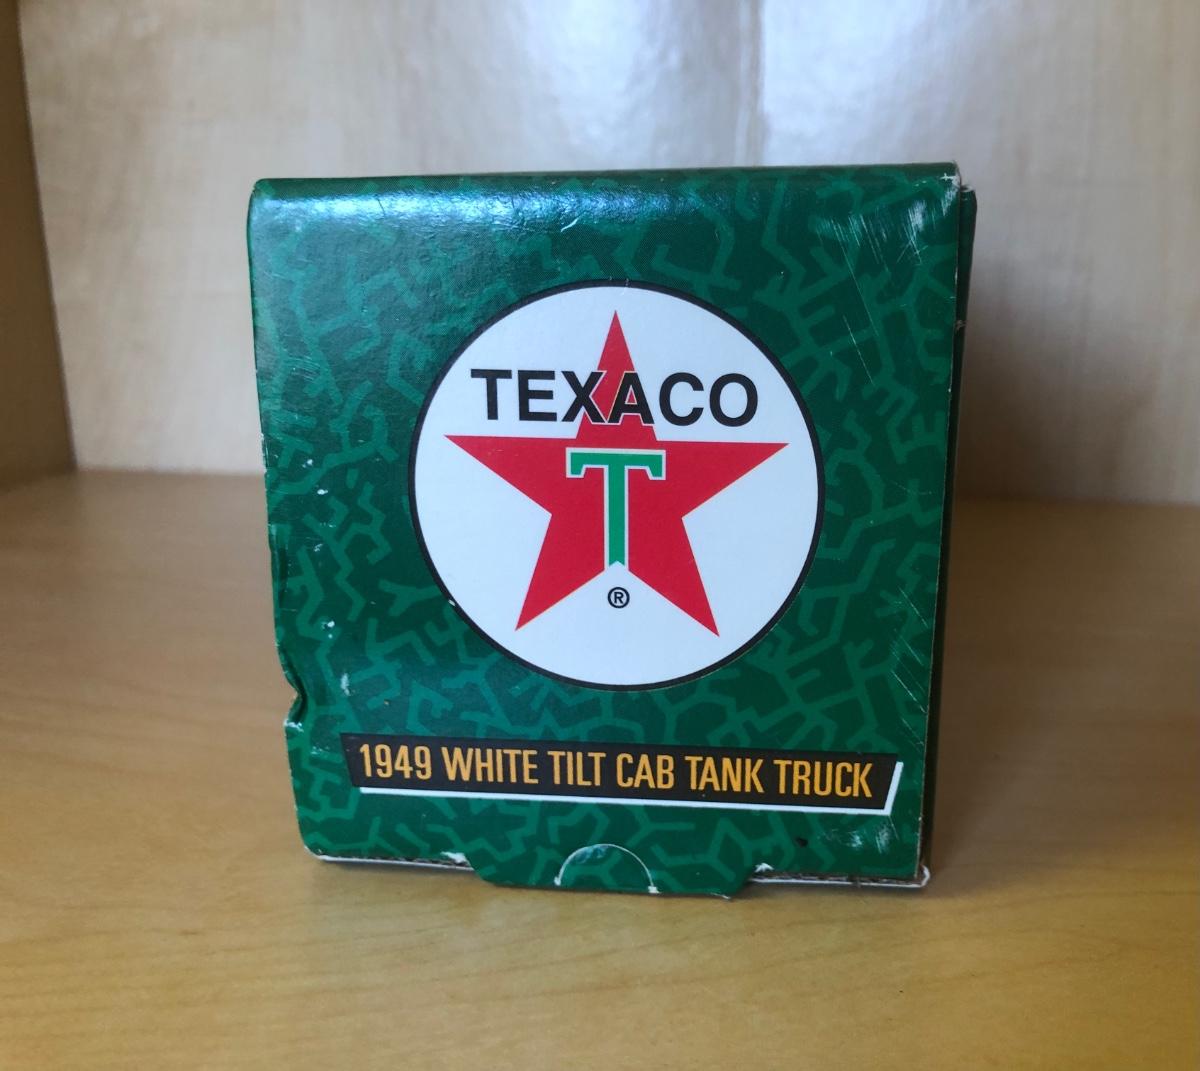 TEXACO
T
®
1949 WHITE TILT CAB TANK TRUCK